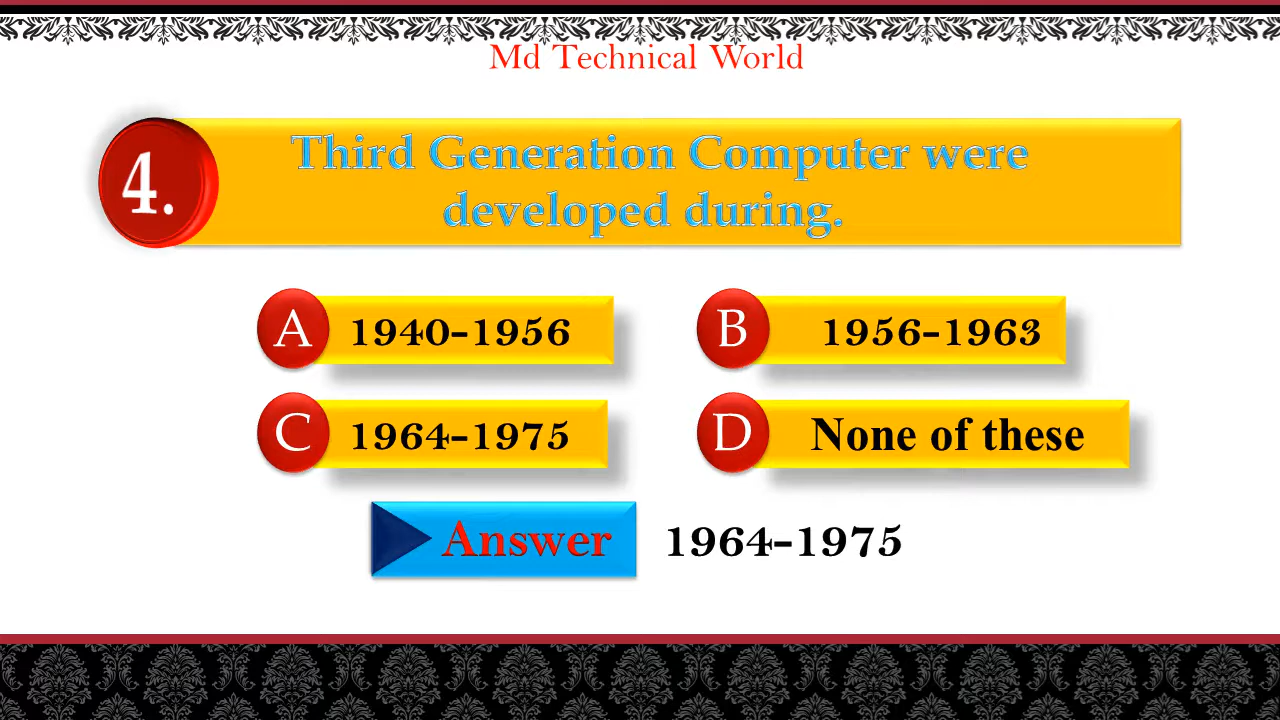 Md Technical World
4.
Third Generation Computer were
developed during.
A 1940-1956
B 1956-1963
C 1964-1975
D None of these
Answer 1964-1975